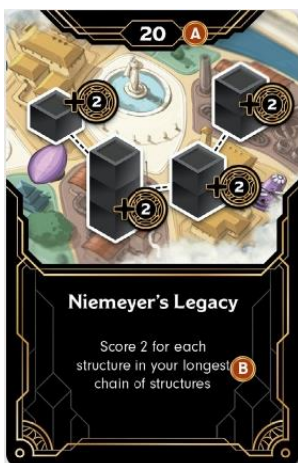 20 A
+2
+2
+2
+2
Niemeyer's Legacy
Score 2 for each
structure in your longest B
chain of structures